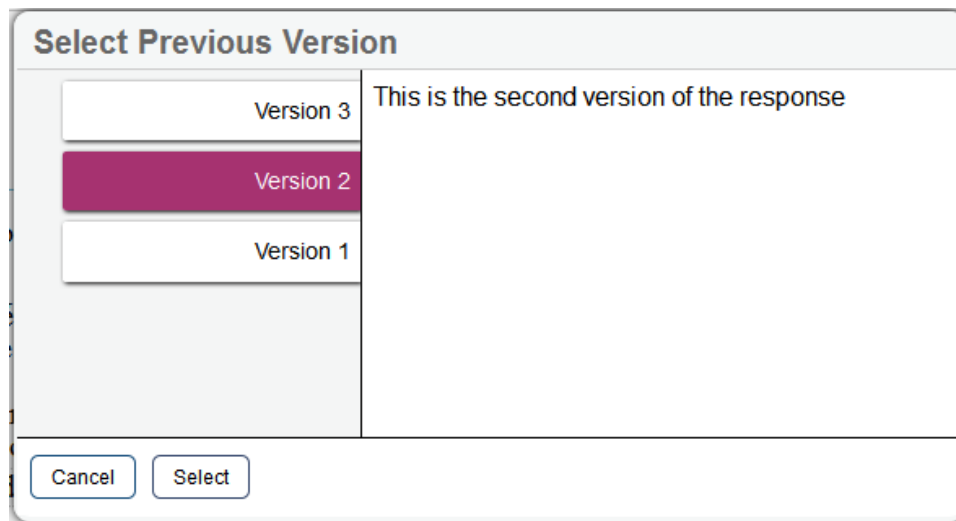 Select Previous Version
Version 3
Version 2
Version 1
This is the second version of the response
Cancel
Select